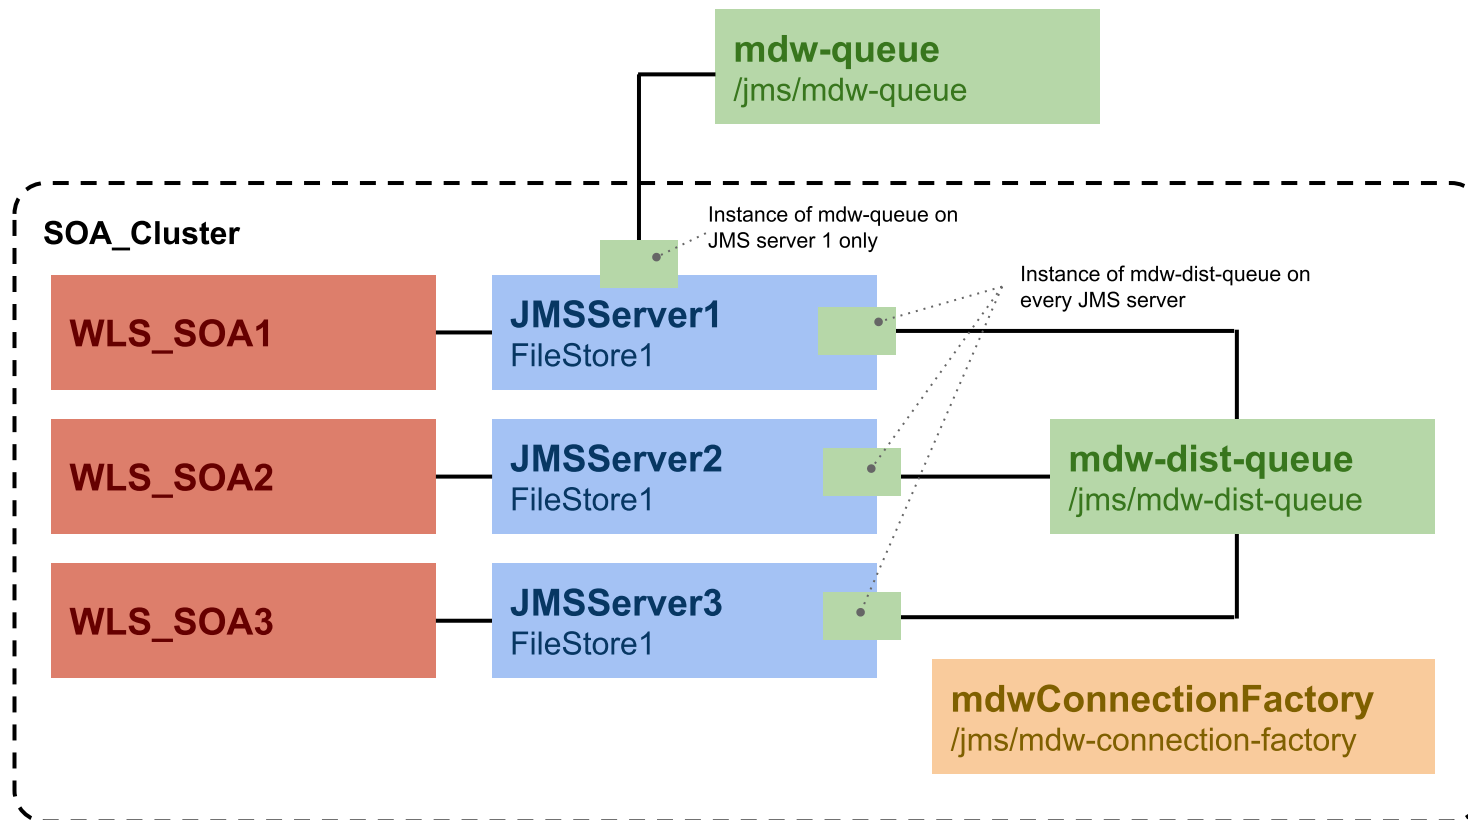 mdw-queue
/jms/mdw-queue
SOA_Cluster
Instance of mdw-queue on
JMS server 1 only
Instance of mdw-dist-queue on
every JMS server
WLS_SOA1
JMSServer1
FileStore1
WLS_SOA2
JMSServer2
FileStore1
mdw-dist-queue
/jms/mdw-dist-queue
WLS_SOA3
JMSServer3
FileStore1
mdwConnectionFactory
/jms/mdw-connection-factory